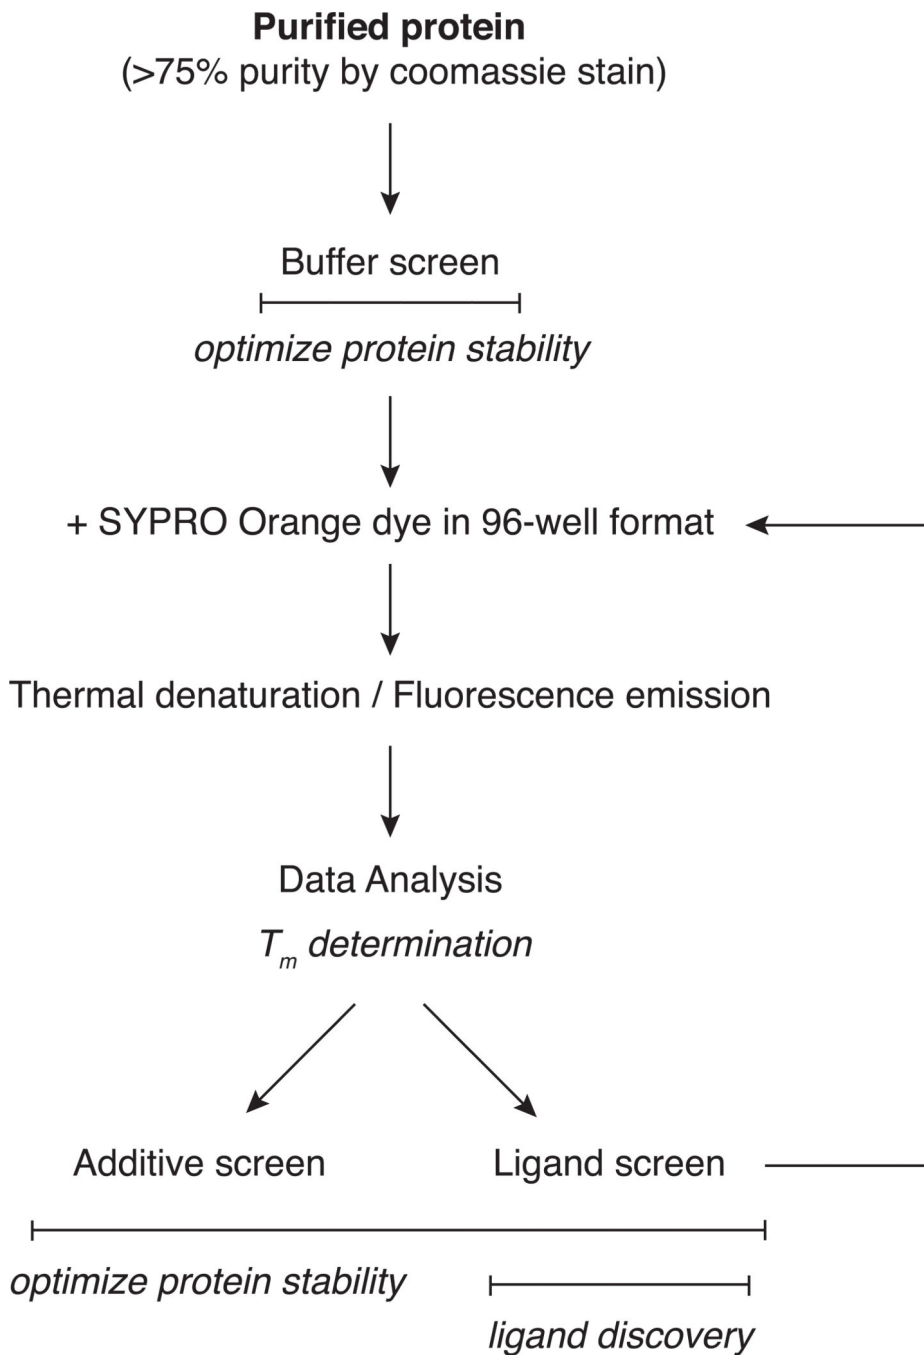 Purified protein
(>75% purity by coomassie stain)
Buffer screen
optimize protein stability
+ SYPRO Orange dye in 96-well format
Thermal denaturation / Fluorescence emission
Data Analysis
Tm determination
Additive screen
Ligand screen
optimize protein stability
ligand discovery